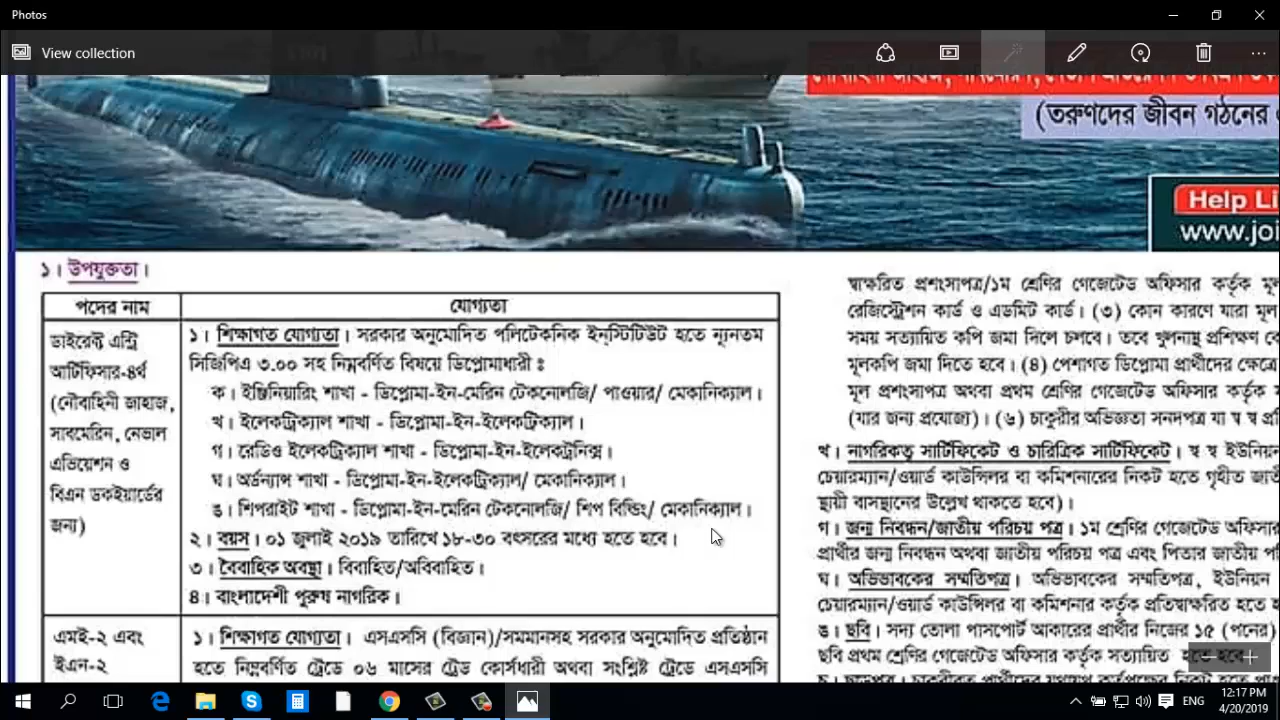 Photos
View collection
(তরুণদের জীবন গঠনের
Help Li
www.joi
১। উপযুক্ততা।
পদের নাম
যোগ্যতা
ডাইরেক্ট এন্ট্রি
আর্টিফিসার-৪র্থ
(নৌবাহিনী জাহাজ,
সাবমেরিন, নেভাল
এভিয়েশন ও
বিএন ডকইয়ার্ডের
জন্য)
১। শিক্ষাগত যোগ্যতা। সরকার অনুমোদিত পলিটেকনিক ইন্সটিটিউট হতে ন্যূনতম
সিজিপিএ ৩.০০ সহ নিম্নবর্ণিত বিষয়ে ডিপ্লোমাধারী ঃ
ক। ইঞ্জিনিয়ারিং শাখা - ডিপ্লোমা-ইন-মেরিন টেকনোলজি/ পাওয়ার/ মেকানিক্যাল।
খ। ইলেকট্রিক্যাল শাখা - ডিপ্লোমা-ইন-ইলেকট্রিক্যাল।
গ। রেডিও ইলেকট্রিক্যাল শাখা - ডিপ্লোমা-ইন-ইলেকট্রনিক্স।
ঘ। অর্ডন্যান্স শাখা - ডিপ্লোমা-ইন-ইলেকট্রিক্যাল/ মেকানিক্যাল।
ঙ। শিপরাইট শাখা - ডিপ্লোমা-ইন-মেরিন টেকনোলজি/ শিপ বিল্ডিং/ মেকানিক্যাল।
২। বয়স। ০১ জুলাই ২০১৯ তারিখে ১৮-৩০ বৎসরের মধ্যে হতে হবে।
৩। বৈবাহিক অবস্থা। বিবাহিত/অবিবাহিত।
৪। বাংলাদেশী পুরুষ নাগরিক।
এমই-২ এবং
ইএন-২
১। শিক্ষাগত যোগ্যতা। এসএসসি (বিজ্ঞান)/সমমানসহ সরকার অনুমোদিত প্রতিষ্ঠান
হতে নিম্নবর্ণিত ট্রেডে ০৬ মাসের ট্রেড কোর্সধারী অথবা সংশ্লিষ্ট ট্রেডে এসএসসি
স্বাক্ষরিত প্রশংসাপত্র/১ম শ্রেণির গেজেটেড অফিসার কর্তৃক মূল
রেজিস্ট্রেশন কার্ড ও এডমিট কার্ড। (৩) কোন কারণে যারা মূল
সময় সত্যায়িত কপি জমা দিলে চলবে। তবে খুলনাস্থ প্রশিক্ষণ
মূলকপি জমা দিতে হবে। (৪) পেশাগত ডিপ্লোমা প্রার্থীদের ক্ষেত্রে
মূল প্রশংসাপত্র অথবা প্রথম শ্রেণির গেজেটেড অফিসার কর্তৃক
(যার জন্য প্রযোজ্য)। (৬) চাকুরীর অভিজ্ঞতা সনদপত্র যা স্ব স্ব
খ। নাগরিকত্ব সার্টিফিকেট ও চারিত্রিক সার্টিফিকেট। স্ব স্ব ইউনিয়ন
চেয়ারম্যান/ওয়ার্ড কাউন্সিলর বা কমিশনারের নিকট হতে গৃহীত
স্থায়ী বাসস্থানের উল্লেখ থাকতে হবে)।
গ। জন্ম নিবন্ধন/জাতীয় পরিচয় পত্র। ১ম শ্রেণির গেজেটেড অফিসার
প্রার্থীর জন্ম নিবন্ধন অথবা জাতীয় পরিচয় পত্র এবং পিতার জাতীয়
ঘ। অভিভাবকের সম্মতিপত্র। অভিভাবকের সম্মতিপত্র, ইউনিয়ন
চেয়ারম্যান/ওয়ার্ড কাউন্সিলর বা কমিশনার কর্তৃক প্রতিস্বাক্ষরিত হতে
ঙ। ছবি। সদ্য তোলা পাসপোর্ট আকারের প্রার্থীর নিজের ১৫ (পনের)
ছবি প্রথম শ্রেণির গেজেটেড অফিসার কর্তৃক সত্যায়িত হতে হবে।
ENG
12:17 PM
4/20/2019